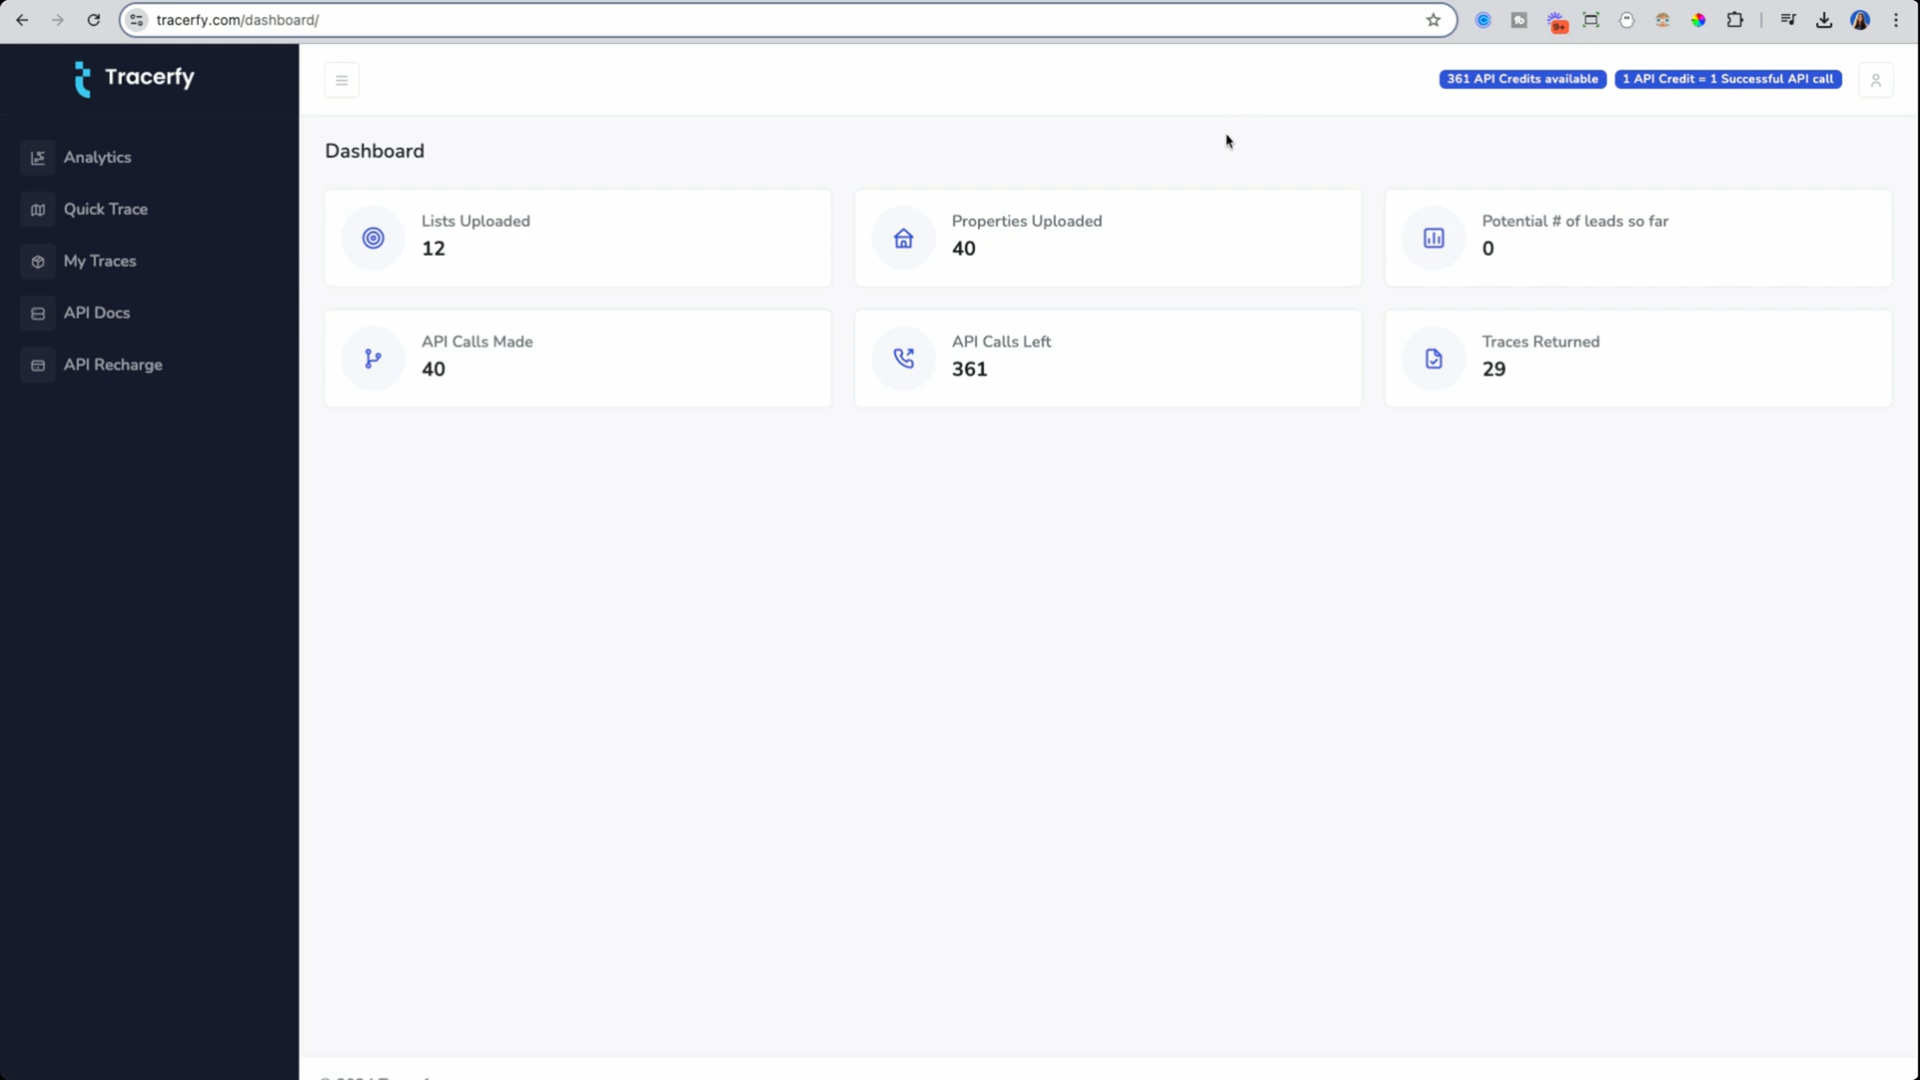 tracerfy.com/dashboard/
9+
Tracerfy
361 API Credits available
1 API Credit = 1 Successful API call
Analytics
Quick Trace
My Traces
API Docs
API Recharge
Dashboard
Lists Uploaded
12
Properties Uploaded
40
Potential # of leads so far
0
API Calls Made
40
API Calls Left
361
Traces Returned
29